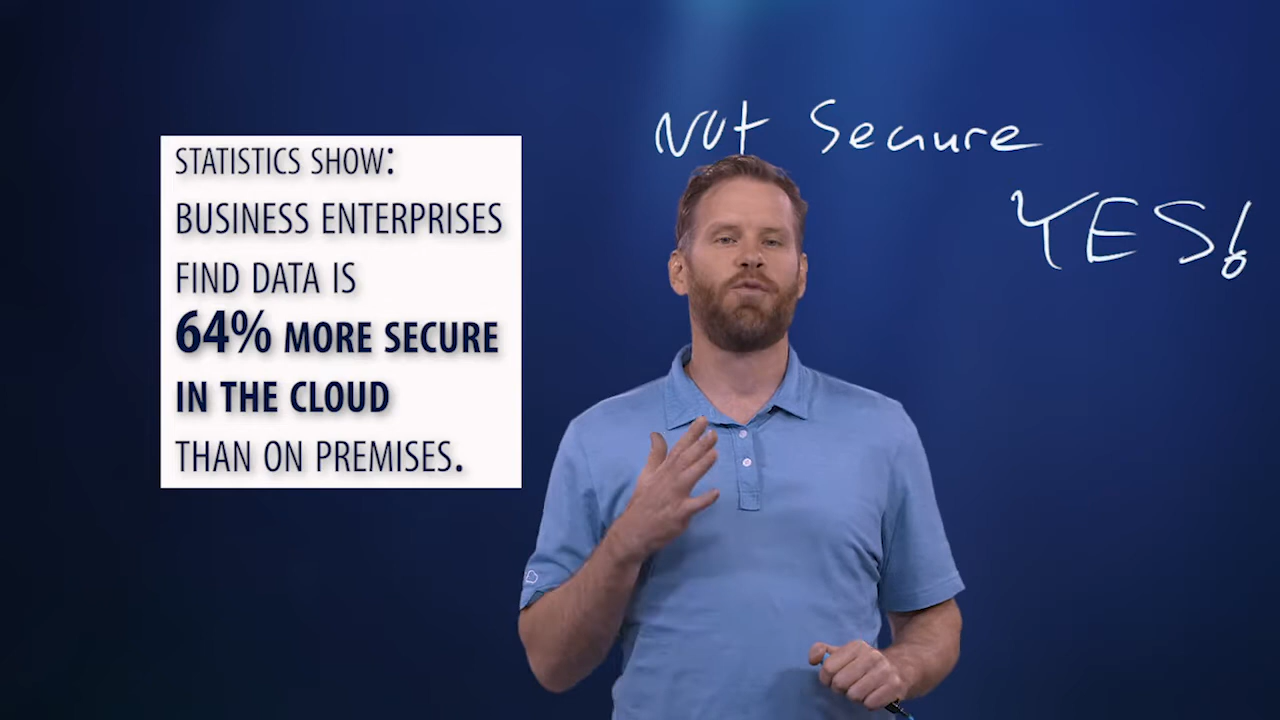 STATISTICS SHOW:
BUSINESS ENTERPRISES
FIND DATA IS
64% MORE SECURE
IN THE CLOUD
THAN ON PREMISES.
Not Secure
YES!